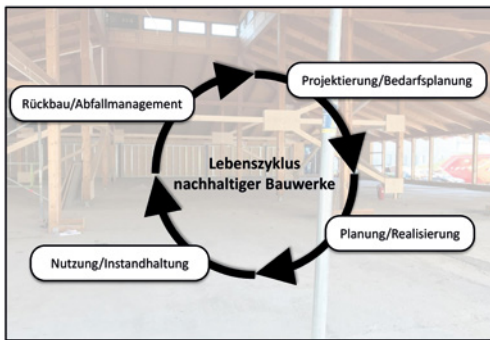 Projektierung/Bedarfsplanung
Rückbau/Abfallmanagement
Lebenszyklus
nachhaltiger Bauwerke
Planung/Realisierung
Nutzung/Instandhaltung